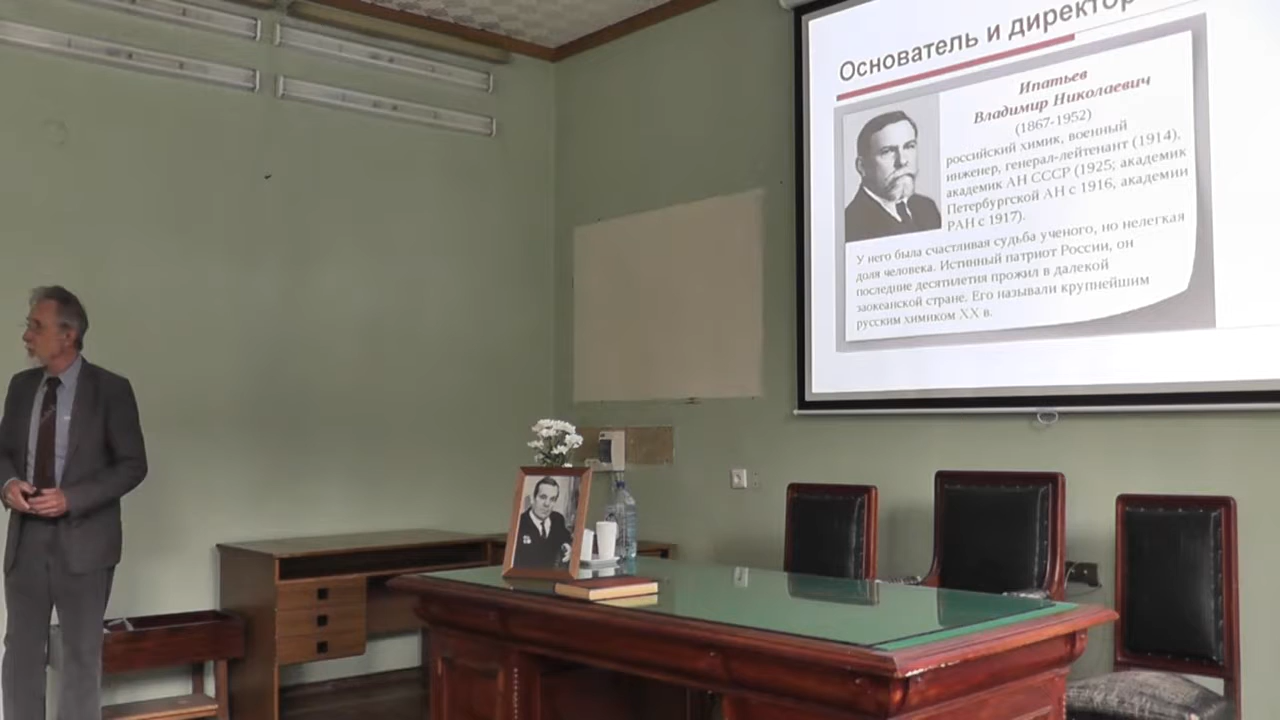 Основатель и директор
Ипатьев
Владимир Николаевич
(1867-1952)
российский химик, военный
инженер, генерал-лейтенант (1914),
академик АН СССР (1925; академик
Петербургской АН с 1916, академии
РАН с 1917).
У него была счастливая судьба ученого, но нелегкая
доля человека. Истинный патриот России, он
последние десятилетия прожил в далекой
заокеанской стране. Его называли крупнейшим
русским химиком XX в.